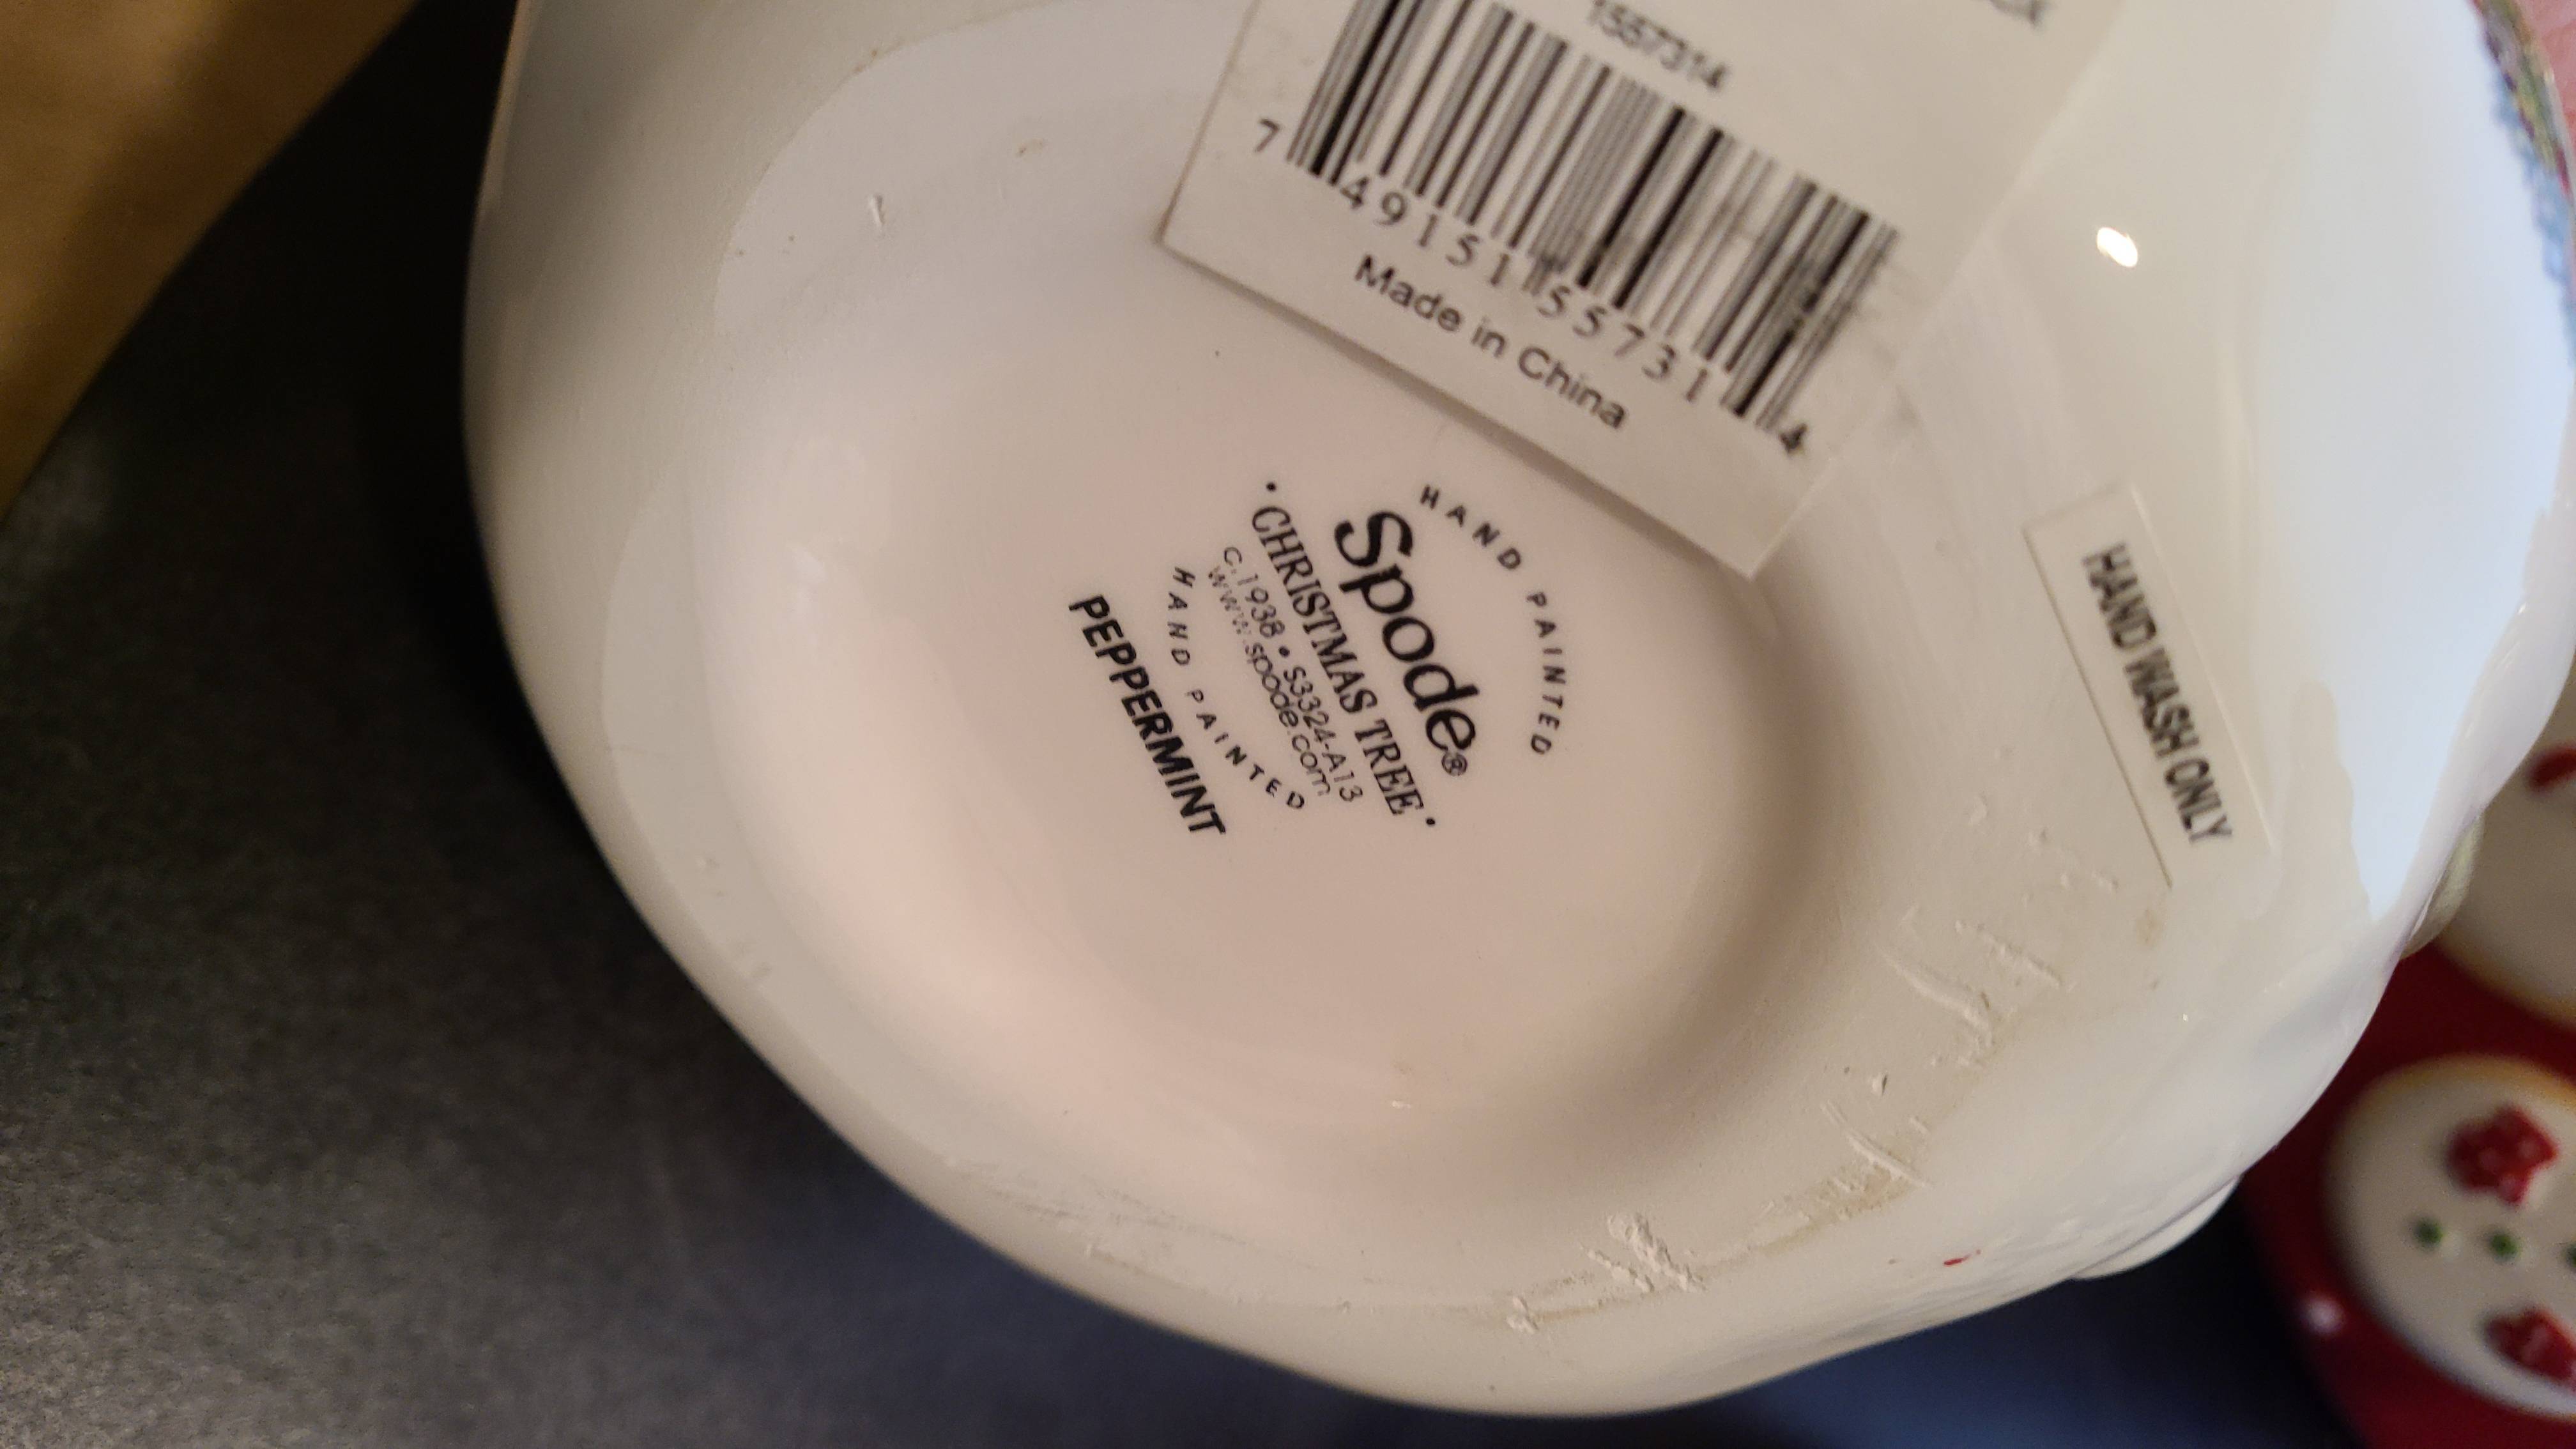 1557314
7 49151 55731 4
Made in China
HAND PAINTED
Spode®
· CHRISTMAS TREE ·
c.1938 • S3324-A13
www.spode.com
HAND PAINTED
PEPPERMINT
HAND WASH ONLY